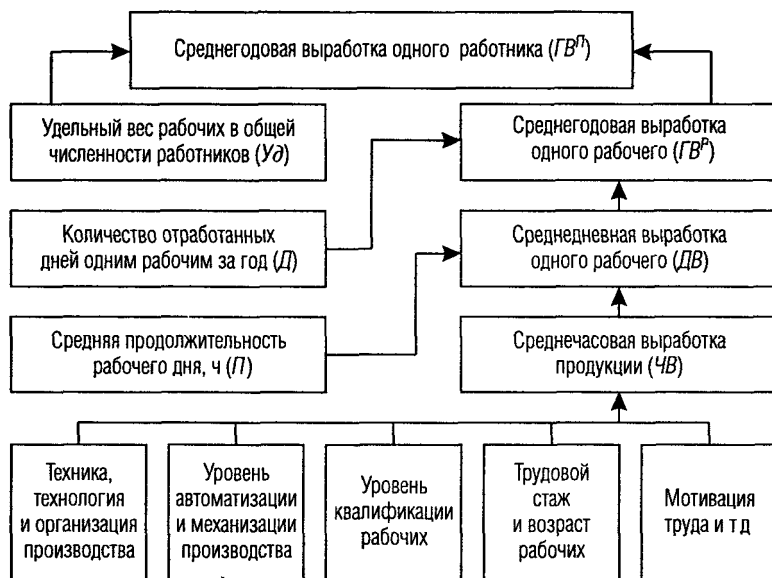 Среднегодовая выработка одного работника (ГВᴾ)
Удельный вес рабочих в общей
численности работников (Уд)
Среднегодовая выработка
одного рабочего (ГВᴾ)
Количество отработанных
дней одним рабочим за год (Д)
Среднедневная выработка
одного рабочего (ДВ)
Средняя продолжительность
рабочего дня, ч (П)
Среднечасовая выработка
продукции (ЧВ)
Техника,
технология
и организация
производства
Уровень
автоматизации
и механизации
производства
Уровень
квалификации
рабочих
Трудовой
стаж
и возраст
рабочих
Мотивация
труда и т д